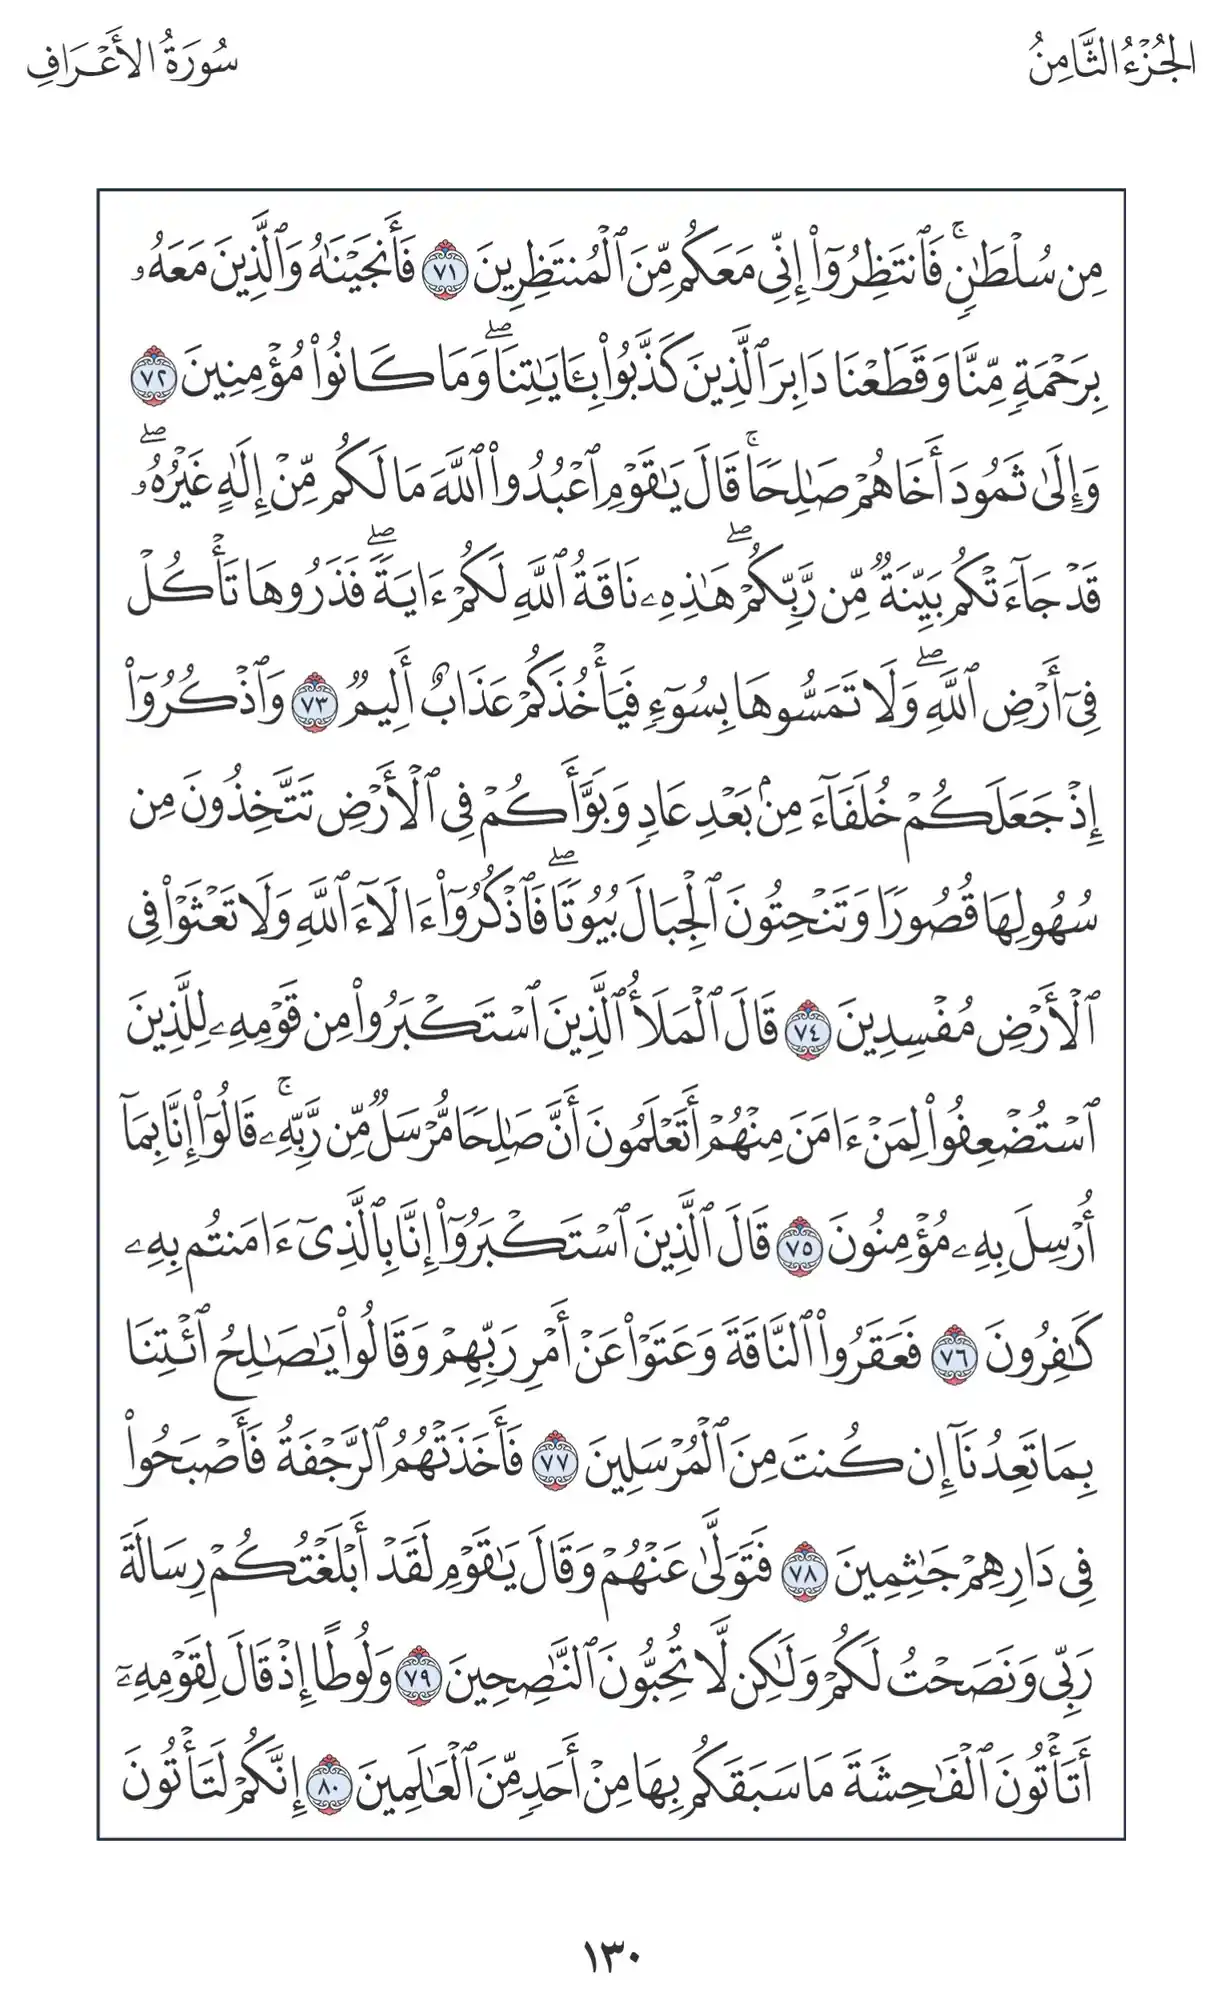 الجُزْءُ الثَّامِنُ
سُورَةُ الأَعْرَافِ
مِن سُلْطَـٰنٍۚ فَٱنتَظِرُوٓا۟ إِنِّى مَعَكُم مِّنَ ٱلْمُنتَظِرِينَ ٧١ فَأَنجَيْنَـٰهُ وَٱلَّذِينَ مَعَهُۥ
بِرَحْمَةٍ مِّنَّا وَقَطَعْنَا دَابِرَ ٱلَّذِينَ كَذَّبُوا۟ بِـَٔايَـٰتِنَاۖ وَمَا كَانُوا۟ مُؤْمِنِينَ ٧٢
وَإِلَىٰ ثَمُودَ أَخَاهُمْ صَـٰلِحًاۚ قَالَ يَـٰقَوْمِ ٱعْبُدُوا۟ ٱللَّهَ مَا لَكُم مِّنْ إِلَـٰهٍ غَيْرُهُۥۖ
قَدْ جَآءَتْكُم بَيِّنَةٌ مِّن رَّبِّكُمْۖ هَـٰذِهِۦ نَاقَةُ ٱللَّهِ لَكُمْ ءَايَةًۖ فَذَرُوهَا تَأْكُلْ
فِىٓ أَرْضِ ٱللَّهِۖ وَلَا تَمَسُّوهَا بِسُوٓءٍ فَيَأْخُذَكُمْ عَذَابٌ أَلِيمٌ ٧٣ وَٱذْكُرُوٓا۟
إِذْ جَعَلَكُمْ خُلَفَآءَ مِنۢ بَعْدِ عَادٍ وَبَوَّأَكُمْ فِى ٱلْأَرْضِ تَتَّخِذُونَ مِن
سُهُولِهَا قُصُورًا وَتَنْحِتُونَ ٱلْجِبَالَ بُيُوتًاۖ فَٱذْكُرُوٓا۟ ءَالَآءَ ٱللَّهِ وَلَا تَعْثَوْا۟ فِى
ٱلْأَرْضِ مُفْسِدِينَ ٧٤ قَالَ ٱلْمَلَأُ ٱلَّذِينَ ٱسْتَكْبَرُوا۟ مِن قَوْمِهِۦ لِلَّذِينَ
ٱسْتُضْعِفُوا۟ لِمَنْ ءَامَنَ مِنْهُمْ أَتَعْلَمُونَ أَنَّ صَـٰلِحًا مُّرْسَلٌ مِّن رَّبِّهِۦۚ قَالُوٓا۟ إِنَّا بِمَآ
أُرْسِلَ بِهِۦ مُؤْمِنُونَ ٧٥ قَالَ ٱلَّذِينَ ٱسْتَكْبَرُوٓا۟ إِنَّا بِٱلَّذِىٓ ءَامَنتُم بِهِۦ
كَـٰفِرُونَ ٧٦ فَعَقَرُوا۟ ٱلنَّاقَةَ وَعَتَوْا۟ عَنْ أَمْرِ رَبِّهِمْ وَقَالُوا۟ يَـٰصَـٰلِحُ ٱئْتِنَا
بِمَا تَعِدُنَآ إِن كُنتَ مِنَ ٱلْمُرْسَلِينَ ٧٧ فَأَخَذَتْهُمُ ٱلرَّجْفَةُ فَأَصْبَحُوا۟
فِى دَارِهِمْ جَـٰثِمِينَ ٧٨ فَتَوَلَّىٰ عَنْهُمْ وَقَالَ يَـٰقَوْمِ لَقَدْ أَبْلَغْتُكُمْ رِسَالَةَ
رَبِّى وَنَصَحْتُ لَكُمْ وَلَـٰكِن لَّا تُحِبُّونَ ٱلنَّـٰصِحِينَ ٧٩ وَلُوطًا إِذْ قَالَ لِقَوْمِهِۦٓ
أَتَأْتُونَ ٱلْفَـٰحِشَةَ مَا سَبَقَكُم بِهَا مِنْ أَحَدٍ مِّنَ ٱلْعَـٰلَمِينَ ٨٠ إِنَّكُمْ لَتَأْتُونَ
١٣٠